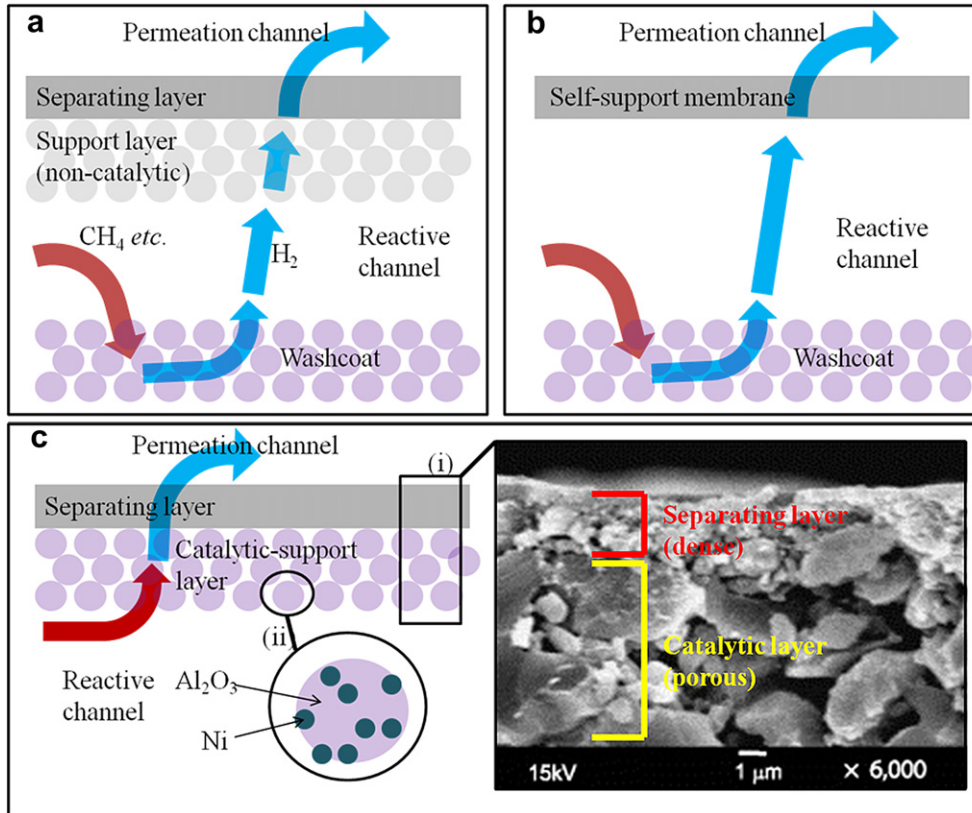 a
Permeation channel
Separating layer
Support layer
(non-catalytic)
CH₄ etc.
H₂
Reactive
channel
Washcoat
b
Permeation channel
Self-support membrane
Reactive
channel
Washcoat
c
Permeation channel
(i)
Separating layer
Catalytic-support
layer
(ii)
Reactive
channel
Al₂O₃
Ni
Separating layer
(dense)
Catalytic layer
(porous)
15kV
1 μm
× 6,000